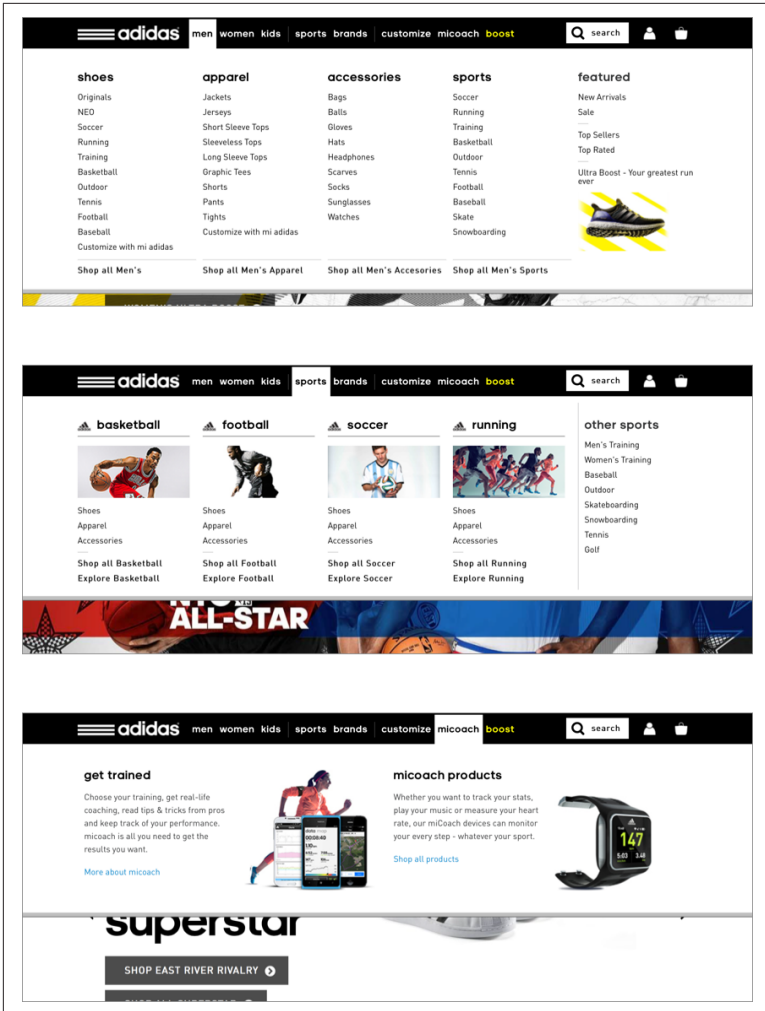 adidas men women kids sports brands customize micoach boost search
shoes
Originals
NEO
Soccer
Running
Training
Basketball
Outdoor
Tennis
Football
Baseball
Customize with mi adidas
Shop all Men's
apparel
Jackets
Jerseys
Short Sleeve Tops
Sleeveless Tops
Long Sleeve Tops
Graphic Tees
Shorts
Pants
Tights
Customize with mi adidas
Shop all Men's Apparel
accessories
Bags
Balls
Gloves
Hats
Headphones
Scarves
Socks
Sunglasses
Watches
Shop all Men's Accesories
sports
Soccer
Running
Training
Basketball
Outdoor
Tennis
Football
Baseball
Skate
Snowboarding
Shop all Men's Sports
featured
New Arrivals
Sale
Top Sellers
Top Rated
Ultra Boost - Your greatest run
ever
adidas men women kids sports brands customize micoach boost search
basketball
Shoes
Apparel
Accessories
Shop all Basketball
Explore Basketball
football
Shoes
Apparel
Accessories
Shop all Football
Explore Football
soccer
Shoes
Apparel
Accessories
Shop all Soccer
Explore Soccer
running
Shoes
Apparel
Accessories
Shop all Running
Explore Running
other sports
Men's Training
Women's Training
Baseball
Outdoor
Skateboarding
Snowboarding
Tennis
Golf
ALL-STAR
adidas men women kids sports brands customize micoach boost search
get trained
Choose your training, get real-life
coaching, read tips & tricks from pros
and keep track of your performance.
micoach is all you need to get the
results you want.
More about micoach
micoach products
Whether you want to track your stats,
play your music or measure your heart
rate, our miCoach devices can monitor
your every step - whatever your sport.
Shop all products
147
5:03 3.48
superstar
SHOP EAST RIVER RIVALRY